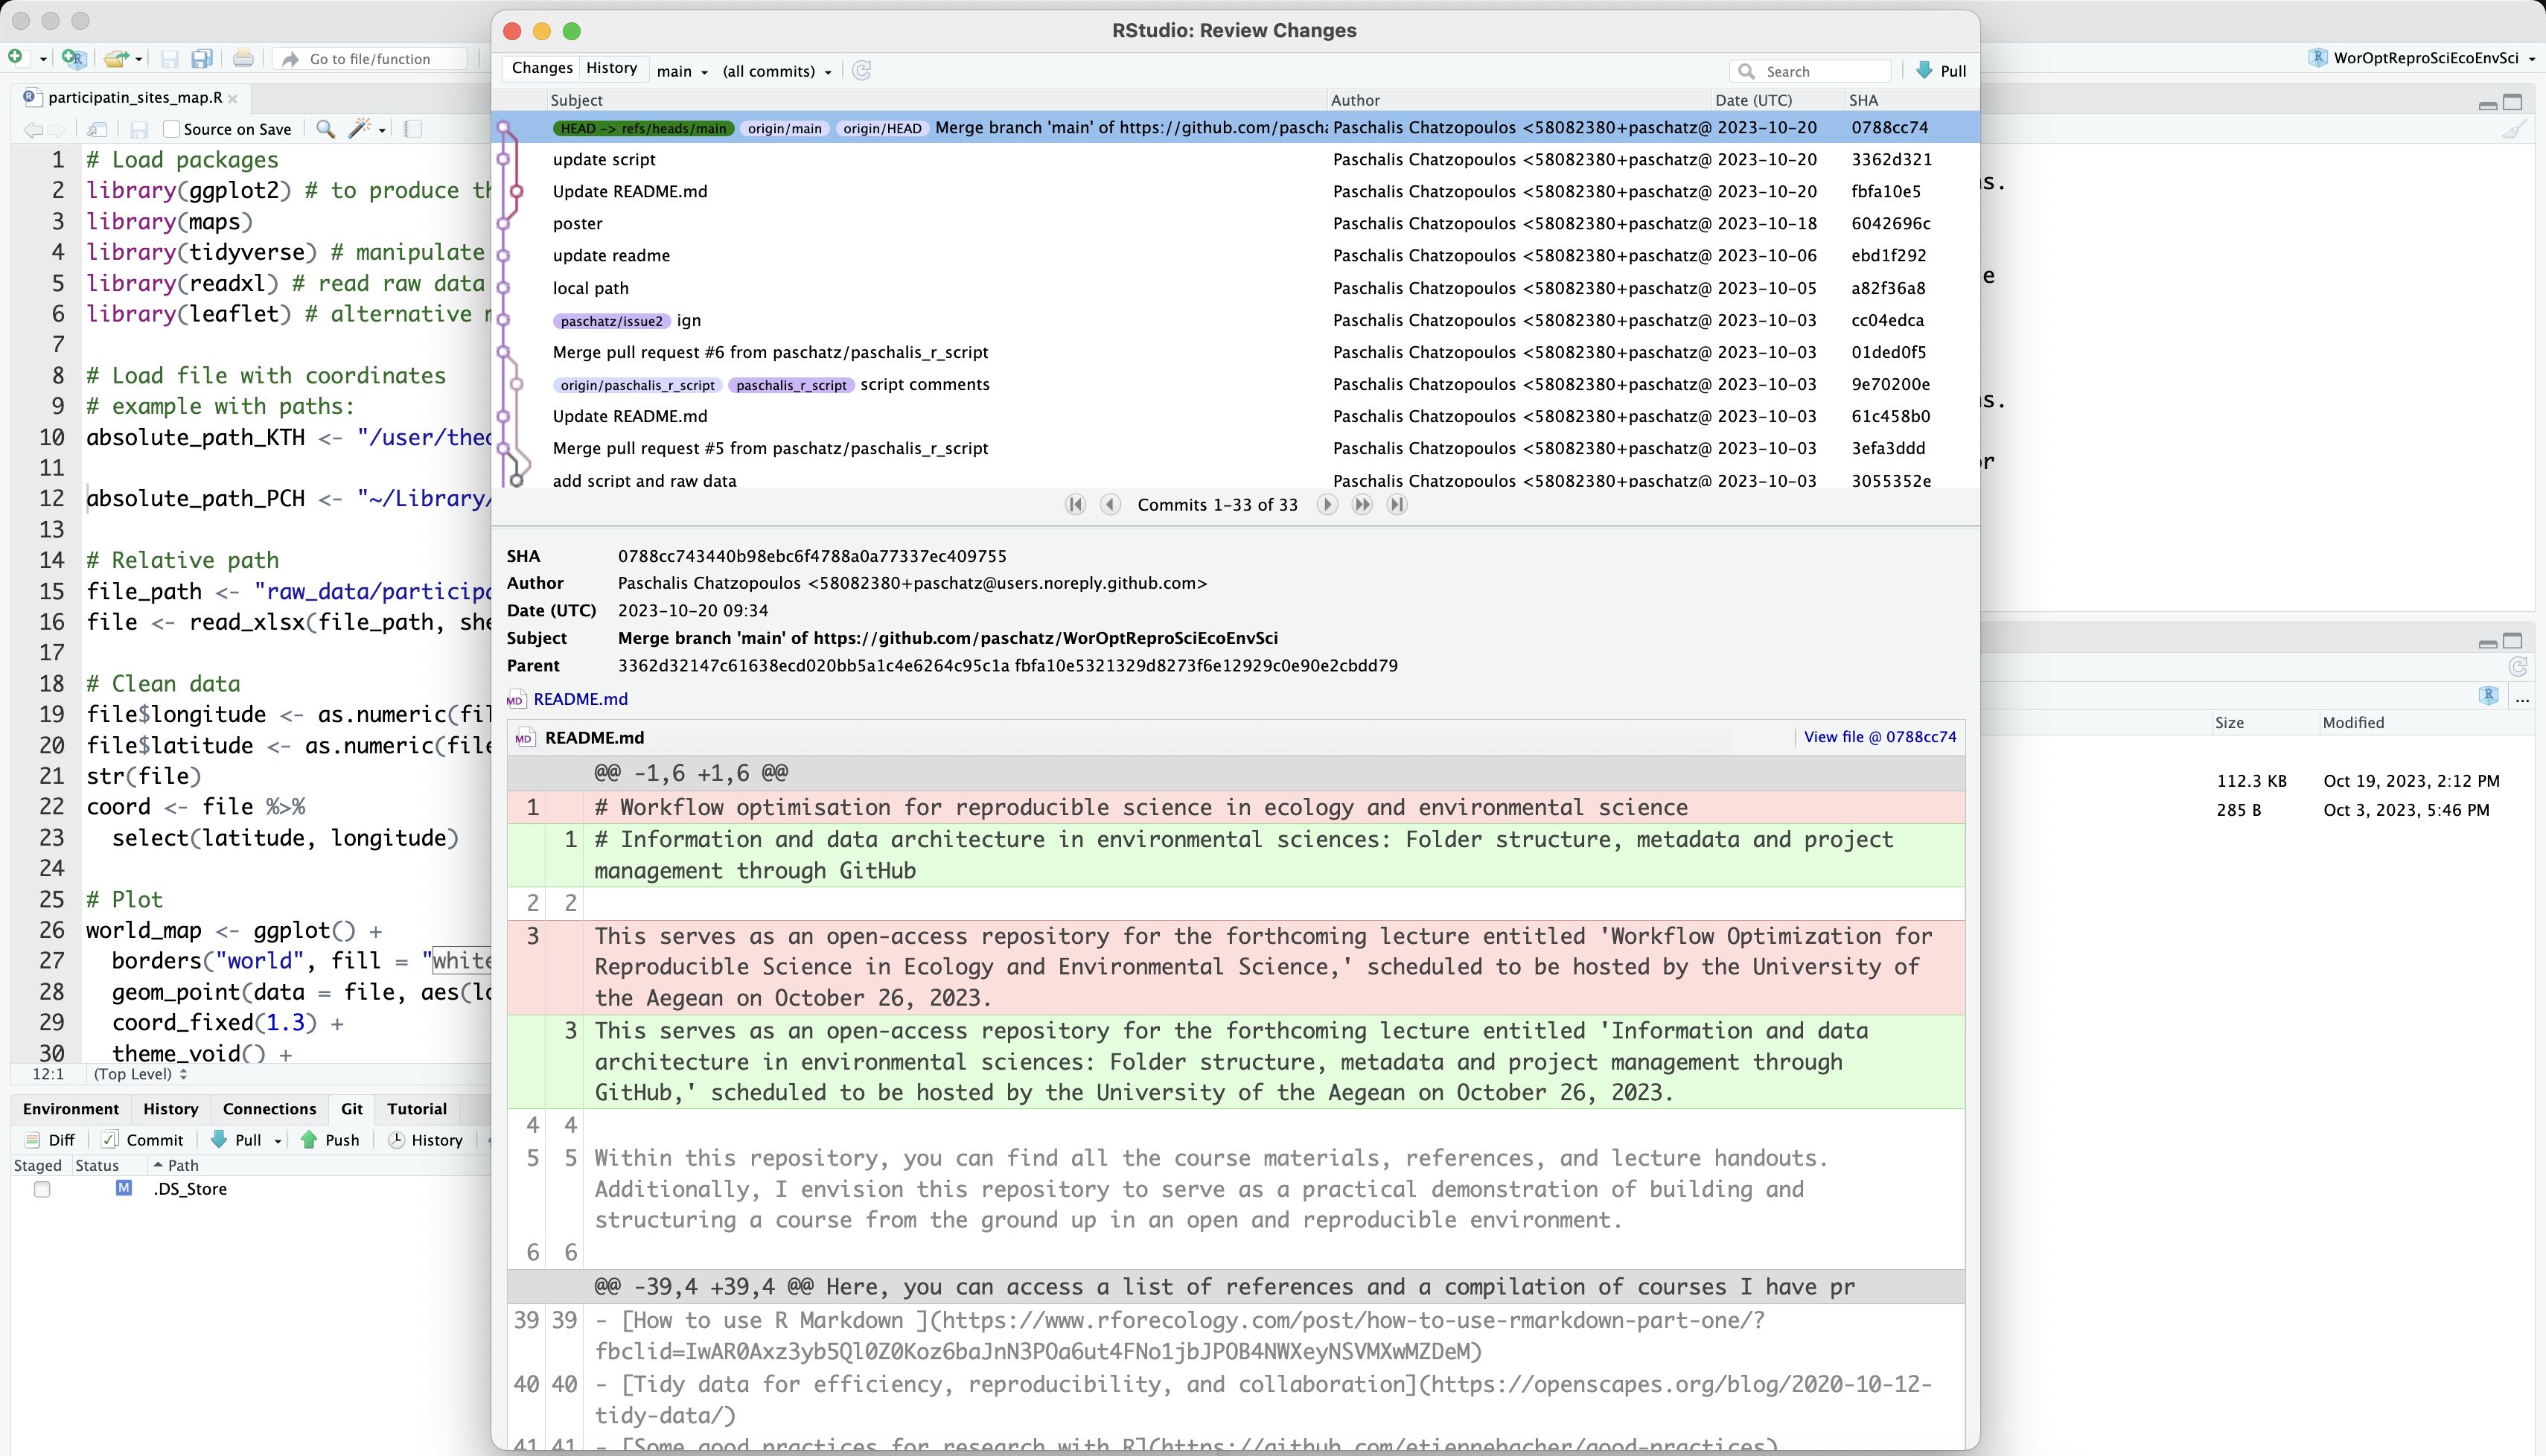 RStudio: Review Changes
Go to file/function
WorOptReproSciEcoEnvSci
participatin_sites_map.R
Source on Save
1 # Load packages
2 library(ggplot2) # to produce th
3 library(maps)
4 library(tidyverse) # manipulate
5 library(readxl) # read raw data
6 library(leaflet) # alternative
7
8 # Load file with coordinates
9 # example with paths:
10 absolute_path_KTH <- "/user/theo
11
12 absolute_path_PCH <- "~/Library/
13
14 # Relative path
15 file_path <- "raw_data/participa
16 file <- read_xlsx(file_path, she
17
18 # Clean data
19 file$longitude <- as.numeric(fil
20 file$latitude <- as.numeric(file
21 str(file)
22 coord <- file %>%
23 select(latitude, longitude)
24
25 # Plot
26 world_map <- ggplot() +
27 borders("world", fill = "white
28 geom_point(data = file, aes(lo
29 coord_fixed(1.3) +
30 theme_void() +
12:1 (Top Level)
Environment History Connections Git Tutorial
Diff Commit Pull Push History
Staged Status Path
M .DS_Store
Changes History main (all commits) Search Pull
Subject Author Date (UTC) SHA
HEAD -> refs/heads/main origin/main origin/HEAD Merge branch 'main' of https://github.com/pascha Paschalis Chatzopoulos <58082380+paschatz@ 2023-10-20 0788cc74
update script Paschalis Chatzopoulos <58082380+paschatz@ 2023-10-20 3362d321
Update README.md Paschalis Chatzopoulos <58082380+paschatz@ 2023-10-20 fbfa10e5
poster Paschalis Chatzopoulos <58082380+paschatz@ 2023-10-18 6042696c
update readme Paschalis Chatzopoulos <58082380+paschatz@ 2023-10-06 ebd1f292
local path Paschalis Chatzopoulos <58082380+paschatz@ 2023-10-05 a82f36a8
paschatz/issue2 ign Paschalis Chatzopoulos <58082380+paschatz@ 2023-10-03 cc04edca
Merge pull request #6 from paschatz/paschalis_r_script Paschalis Chatzopoulos <58082380+paschatz@ 2023-10-03 01ded0f5
origin/paschalis_r_script paschalis_r_script script comments Paschalis Chatzopoulos <58082380+paschatz@ 2023-10-03 9e70200e
Update README.md Paschalis Chatzopoulos <58082380+paschatz@ 2023-10-03 61c458b0
Merge pull request #5 from paschatz/paschalis_r_script Paschalis Chatzopoulos <58082380+paschatz@ 2023-10-03 3efa3ddd
add script and raw data Paschalis Chatzopoulos <58082380+paschatz@ 2023-10-03 3055352e
Commits 1-33 of 33
SHA 0788cc743440b98ebc6f4788a0a77337ec409755
Author Paschalis Chatzopoulos <58082380+paschatz@users.noreply.github.com>
Date (UTC) 2023-10-20 09:34
Subject Merge branch 'main' of https://github.com/paschatz/WorOptReproSciEcoEnvSci
Parent 3362d32147c61638ecd020bb5a1c4e6264c95c1a fbfa10e5321329d8273f6e12929c0e90e2cbdd79
MD README.md
MD README.md View file @ 0788cc74
@@ -1,6 +1,6 @@
1 # Workflow optimisation for reproducible science in ecology and environmental science
1 # Information and data architecture in environmental sciences: Folder structure, metadata and project
management through GitHub
2 2
3 This serves as an open-access repository for the forthcoming lecture entitled 'Workflow Optimization for
Reproducible Science in Ecology and Environmental Science,' scheduled to be hosted by the University of
the Aegean on October 26, 2023.
3 This serves as an open-access repository for the forthcoming lecture entitled 'Information and data
architecture in environmental sciences: Folder structure, metadata and project management through
GitHub,' scheduled to be hosted by the University of the Aegean on October 26, 2023.
4 4
5 5 Within this repository, you can find all the course materials, references, and lecture handouts.
Additionally, I envision this repository to serve as a practical demonstration of building and
structuring a course from the ground up in an open and reproducible environment.
6 6
@@ -39,4 +39,4 @@ Here, you can access a list of references and a compilation of courses I have pr
39 39 - [How to use R Markdown ](https://www.rforecology.com/post/how-to-use-rmarkdown-part-one/?
fbclid=IwAR0Axz3yb5Ql0Z0Koz6baJnN3POa6ut4FNo1jbJPOB4NWXeyNSVMXwMZDeM)
40 40 - [Tidy data for efficiency, reproducibility, and collaboration](https://openscapes.org/blog/2020-10-12-
tidy-data/)
41 41 - [Some good practices for research with R](https://github.com/etiennebacher/good-practices)
s.
e
s.
r
Size Modified
112.3 KB Oct 19, 2023, 2:12 PM
285 B Oct 3, 2023, 5:46 PM